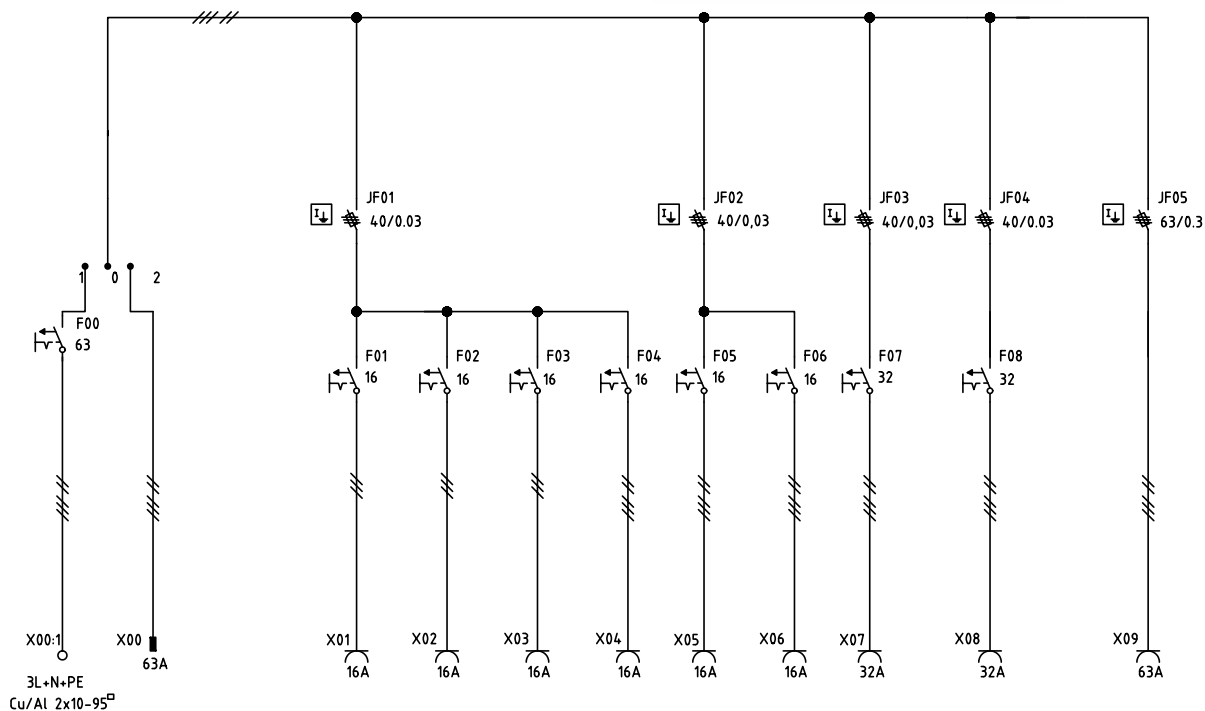 JF01
40/0.03
JF02
40/0,03
JF03
40/0,03
JF04
40/0.03
JF05
63/0.3
I
I
I
I
I
1
0
2
F00
63
F01
16
F02
16
F03
16
F04
16
F05
16
F06
16
F07
32
F08
32
X00:1
X00
63A
X01
16A
X02
16A
X03
16A
X04
16A
X05
16A
X06
16A
X07
32A
X08
32A
X09
63A
3L+N+PE
Cu/Al 2x10-95□